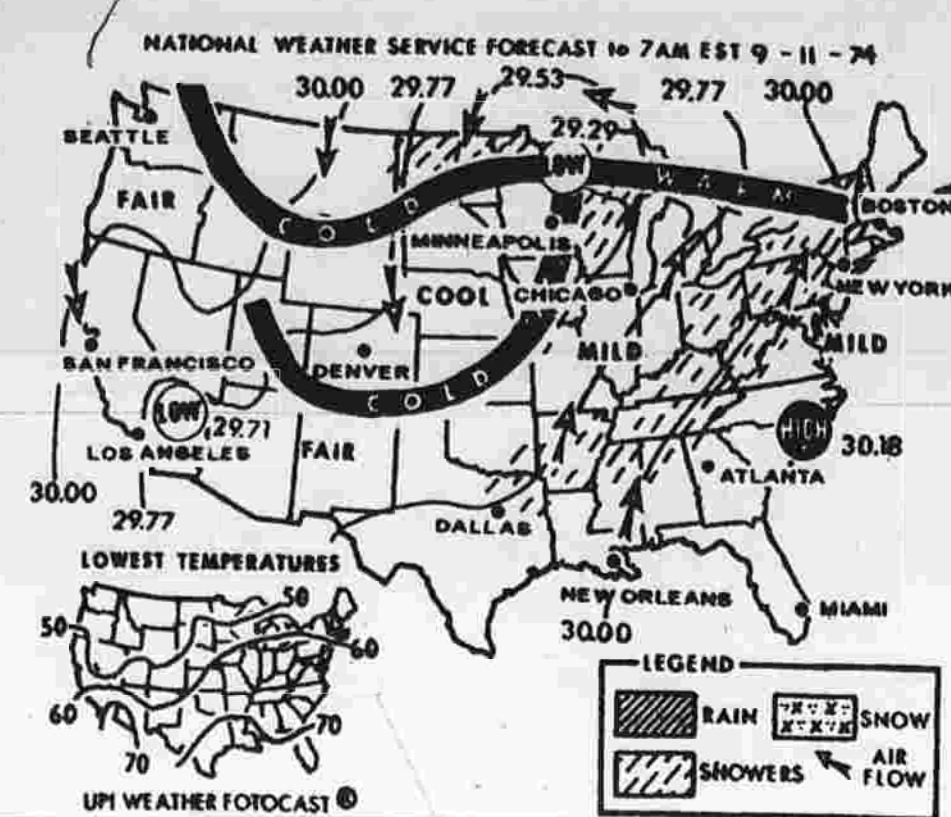 NATIONAL WEATHER SERVICE FORECAST to 7AM EST 9-11-74
30.00 29.77 29.53 29.77 30.00
29.29
SEATTLE
LOW
WARM
FAIR
BOSTON
COLD
MINNEAPOLIS
COOL
CHICAGO
NEW YORK
SAN FRANCISCO
DENVER
MILD
MILD
COLD
LOW
29.71
HIGH
30.18
LOS ANGELES
FAIR
ATLANTA
30.00
29.77
DALLAS
LOWEST TEMPERATURES
NEW ORLEANS
MIAMI
30.00
50
50
60
60
70
70
LEGEND
RAIN
SNOW
SHOWERS
AIR FLOW
UPI WEATHER FOTOCAST ®